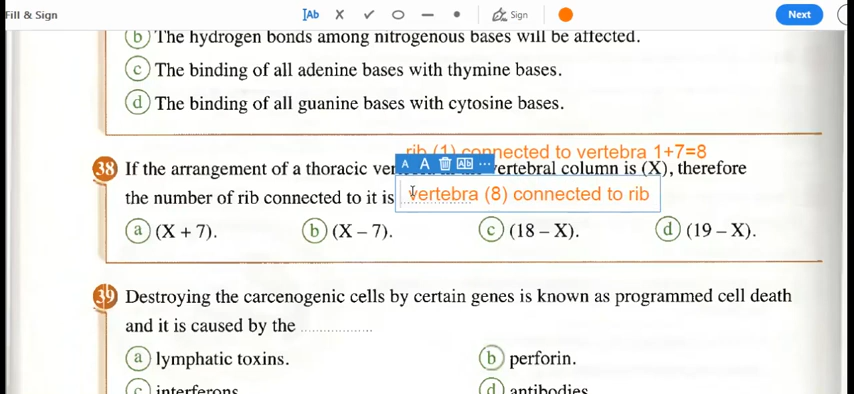 Fill & Sign
Ab
Sign
Next
b The hydrogen bonds among nitrogenous bases will be affected.
c The binding of all adenine bases with thymine bases.
d The binding of all guanine bases with cytosine bases.
rib (1) connected to vertebra 1+7=8
A A Ab ...
38 If the arrangement of a thoracic vertebral column is (X), therefore
the number of rib connected to it is
vertebra (8) connected to rib
a (X + 7). b (X – 7). c (18 – X). d (19 – X).
39 Destroying the carcenogenic cells by certain genes is known as programmed cell death
and it is caused by the ..................
a lymphatic toxins. b perforin.
c interferons d antibodies